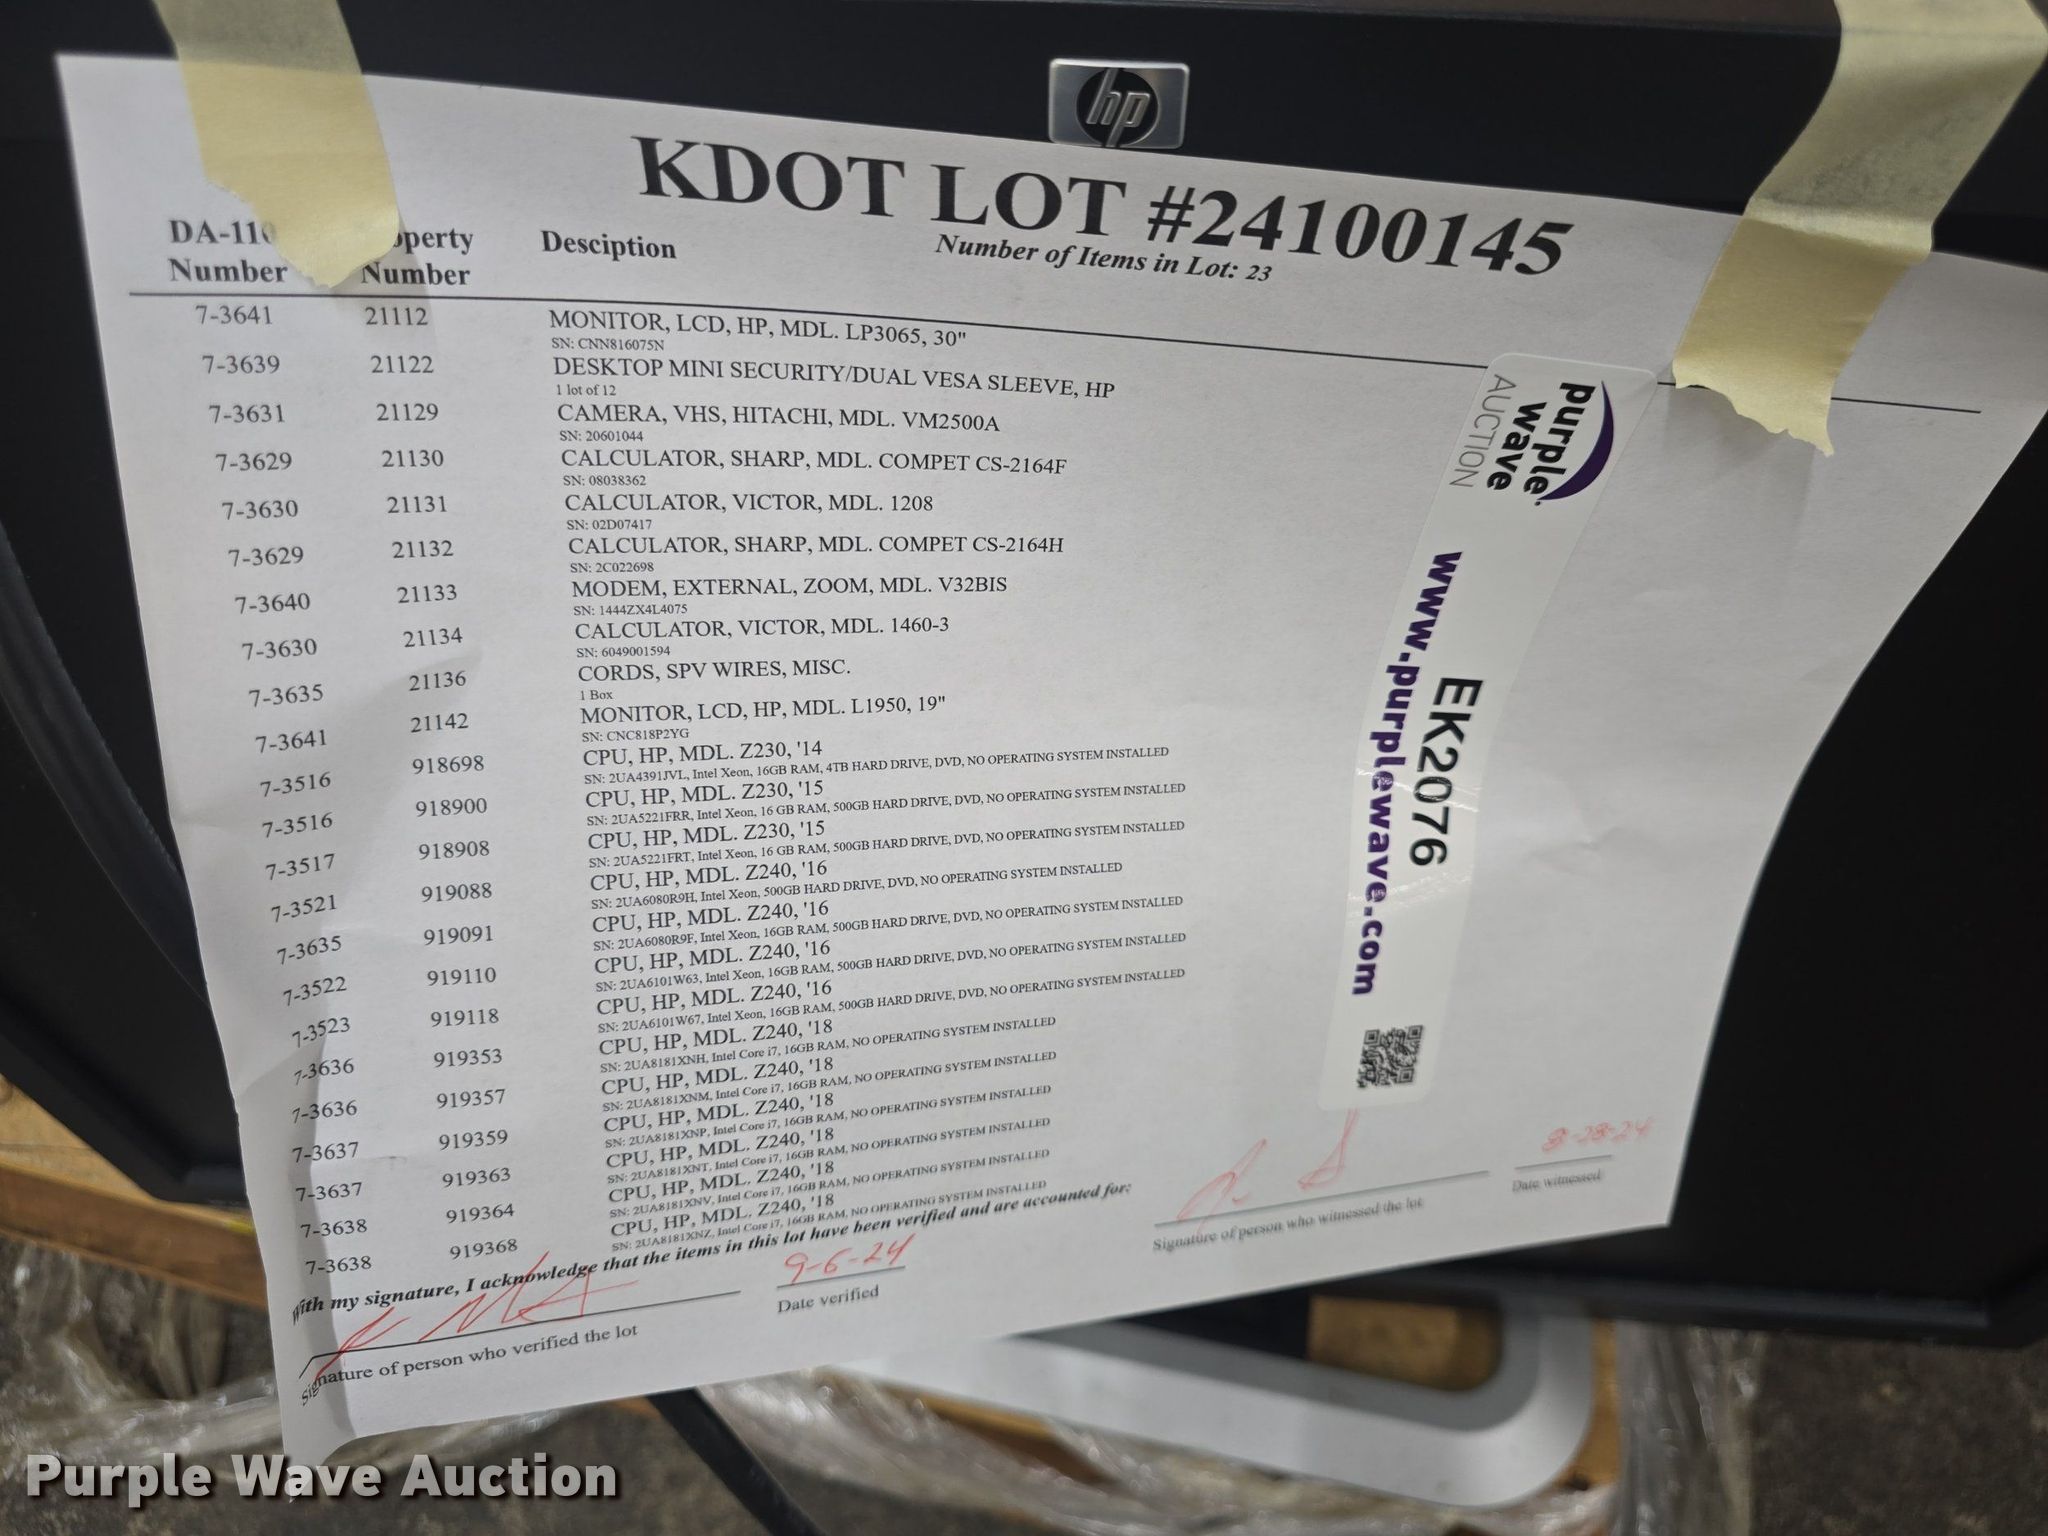 hp
KDOT LOT #24100145
Number of Items in Lot: 23
DA-110 Number
Number
Desciption
7-3641 21112 MONITOR, LCD, HP, MDL. LP3065, 30"
SN: CNN816075N
7-3639 21122 DESKTOP MINI SECURITY/DUAL VESA SLEEVE, HP
1 lot of 12
7-3631 21129 CAMERA, VHS, HITACHI, MDL. VM2500A
SN: 20601044
7-3629 21130 CALCULATOR, SHARP, MDL. COMPET CS-2164F
SN: 08038362
7-3630 21131 CALCULATOR, VICTOR, MDL. 1208
SN: 02D07417
7-3629 21132 CALCULATOR, SHARP, MDL. COMPET CS-2164H
SN: 2C022698
7-3640 21133 MODEM, EXTERNAL, ZOOM, MDL. V32BIS
SN: 1444ZX4L4075
7-3630 21134 CALCULATOR, VICTOR, MDL. 1460-3
SN: 6049001594
7-3635 21136 CORDS, SPV WIRES, MISC.
1 Box
7-3641 21142 MONITOR, LCD, HP, MDL. L1950, 19"
SN: CNC818P2YG
7-3516 918698 CPU, HP, MDL. Z230, '14
SN: 2UA4391JVL, Intel Xeon, 16GB RAM, 4TB HARD DRIVE, DVD, NO OPERATING SYSTEM INSTALLED
7-3516 918900 CPU, HP, MDL. Z230, '15
SN: 2UA5221FRR, Intel Xeon, 16 GB RAM, 500GB HARD DRIVE, DVD, NO OPERATING SYSTEM INSTALLED
7-3517 918908 CPU, HP, MDL. Z230, '15
SN: 2UA5221FRT, Intel Xeon, 16 GB RAM, 500GB HARD DRIVE, DVD, NO OPERATING SYSTEM INSTALLED
7-3521 919088 CPU, HP, MDL. Z240, '16
SN: 2UA6080R9H, Intel Xeon, 500GB HARD DRIVE, DVD, NO OPERATING SYSTEM INSTALLED
7-3635 919091 CPU, HP, MDL. Z240, '16
SN: 2UA6080R9F, Intel Xeon, 16GB RAM, 500GB HARD DRIVE, DVD, NO OPERATING SYSTEM INSTALLED
7-3522 919110 CPU, HP, MDL. Z240, '16
SN: 2UA6101W63, Intel Xeon, 16GB RAM, 500GB HARD DRIVE, DVD, NO OPERATING SYSTEM INSTALLED
7-3523 919118 CPU, HP, MDL. Z240, '16
SN: 2UA6101W67, Intel Xeon, 16GB RAM, 500GB HARD DRIVE, DVD, NO OPERATING SYSTEM INSTALLED
7-3636 919353 CPU, HP, MDL. Z240, '18
SN: 2UA8181XNH, Intel Core i7, 16GB RAM, NO OPERATING SYSTEM INSTALLED
7-3636 919357 CPU, HP, MDL. Z240, '18
SN: 2UA8181XNM, Intel Core i7, 16GB RAM, NO OPERATING SYSTEM INSTALLED
7-3637 919359 CPU, HP, MDL. Z240, '18
SN: 2UA8181XNP, Intel Core i7, 16GB RAM, NO OPERATING SYSTEM INSTALLED
7-3637 919363 CPU, HP, MDL. Z240, '18
SN: 2UA8181XNT, Intel Core i7, 16GB RAM, NO OPERATING SYSTEM INSTALLED
7-3638 919364 CPU, HP, MDL. Z240, '18
SN: 2UA8181XNV, Intel Core i7, 16GB RAM, NO OPERATING SYSTEM INSTALLED
7-3638 919368 CPU, HP, MDL. Z240, '18
SN: 2UA8181XNZ, Intel Core i7, 16GB RAM, NO OPERATING SYSTEM INSTALLED
With my signature, I acknowledge that the items in this lot have been verified and are accounted for:
9-6-24
Signature of person who verified the lot
Date verified
8-28-24
Signature of person who witnessed the lot
Date witnessed
purple wave
AUCTION
EK2076
www.purplewave.com
Purple Wave Auction